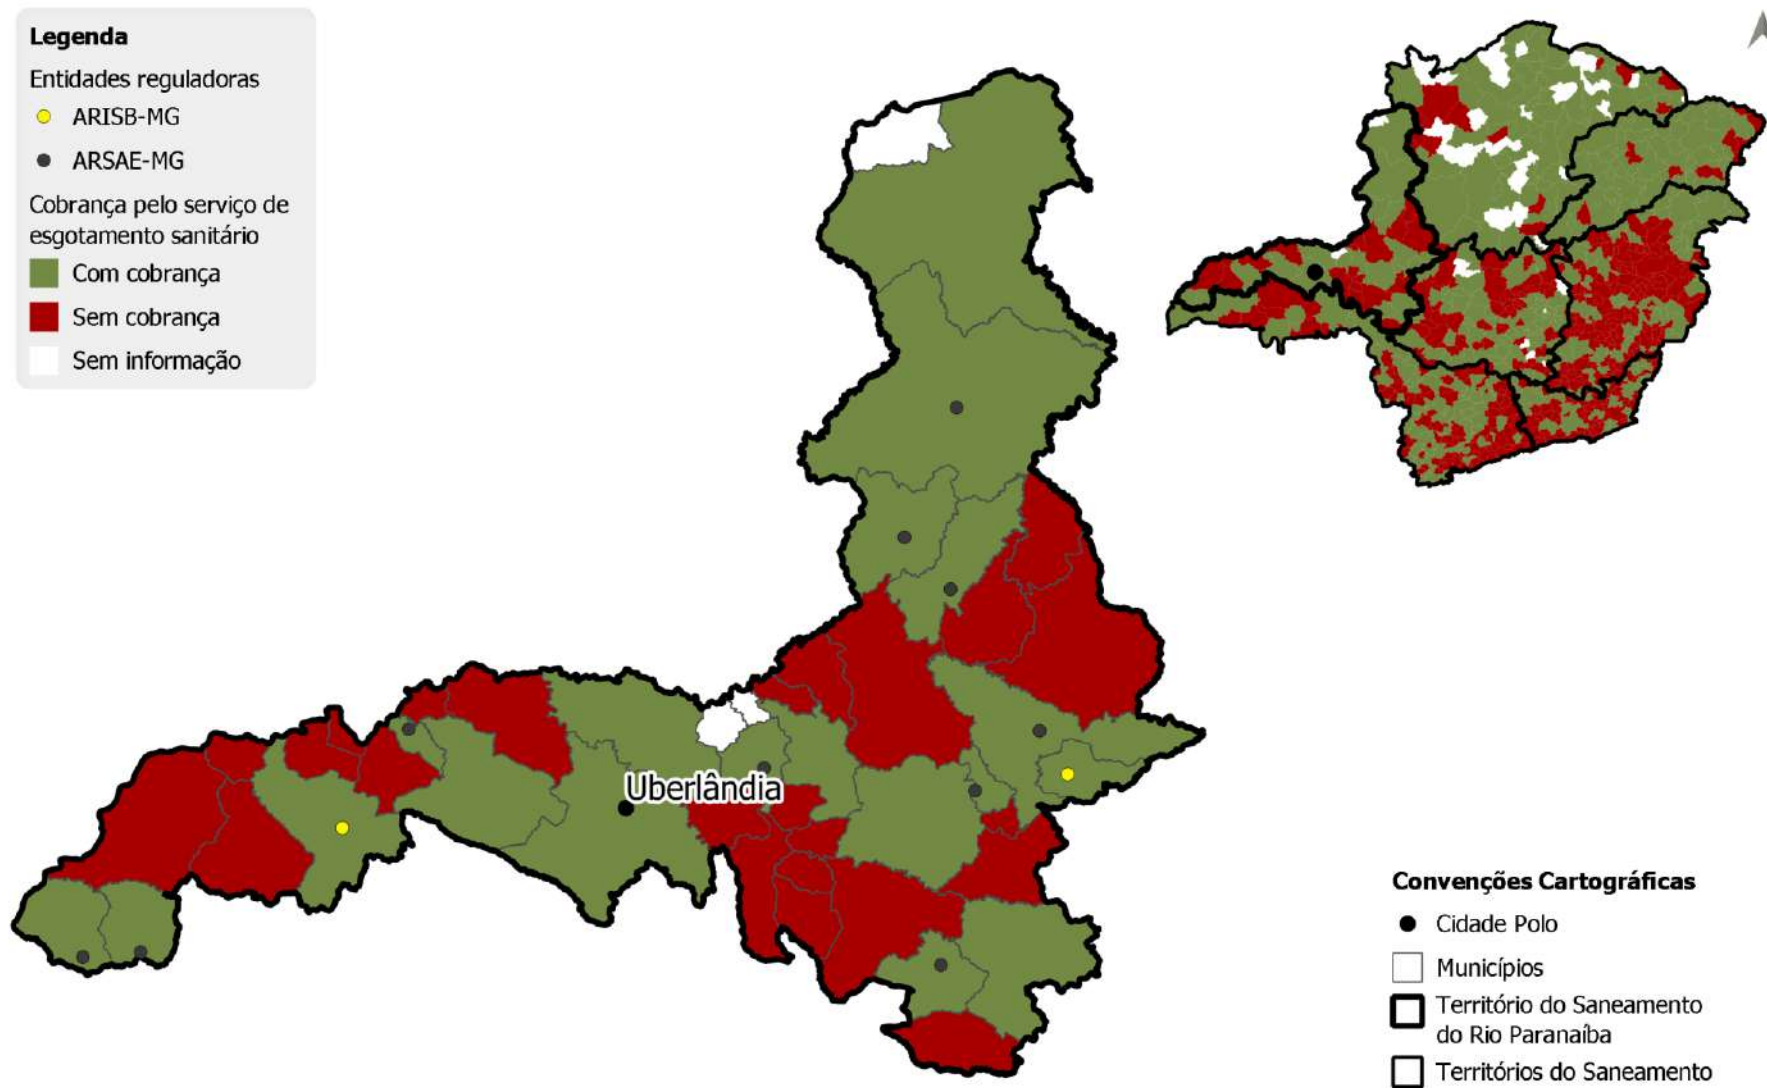 Legenda
Entidades reguladoras
ARISB-MG
ARSAE-MG
Cobrança pelo serviço de
esgotamento sanitário
Com cobrança
Sem cobrança
Sem informação
Uberlândia
Convenções Cartográficas
Cidade Polo
Municípios
Território do Saneamento
do Rio Paranaíba
Territórios do Saneamento